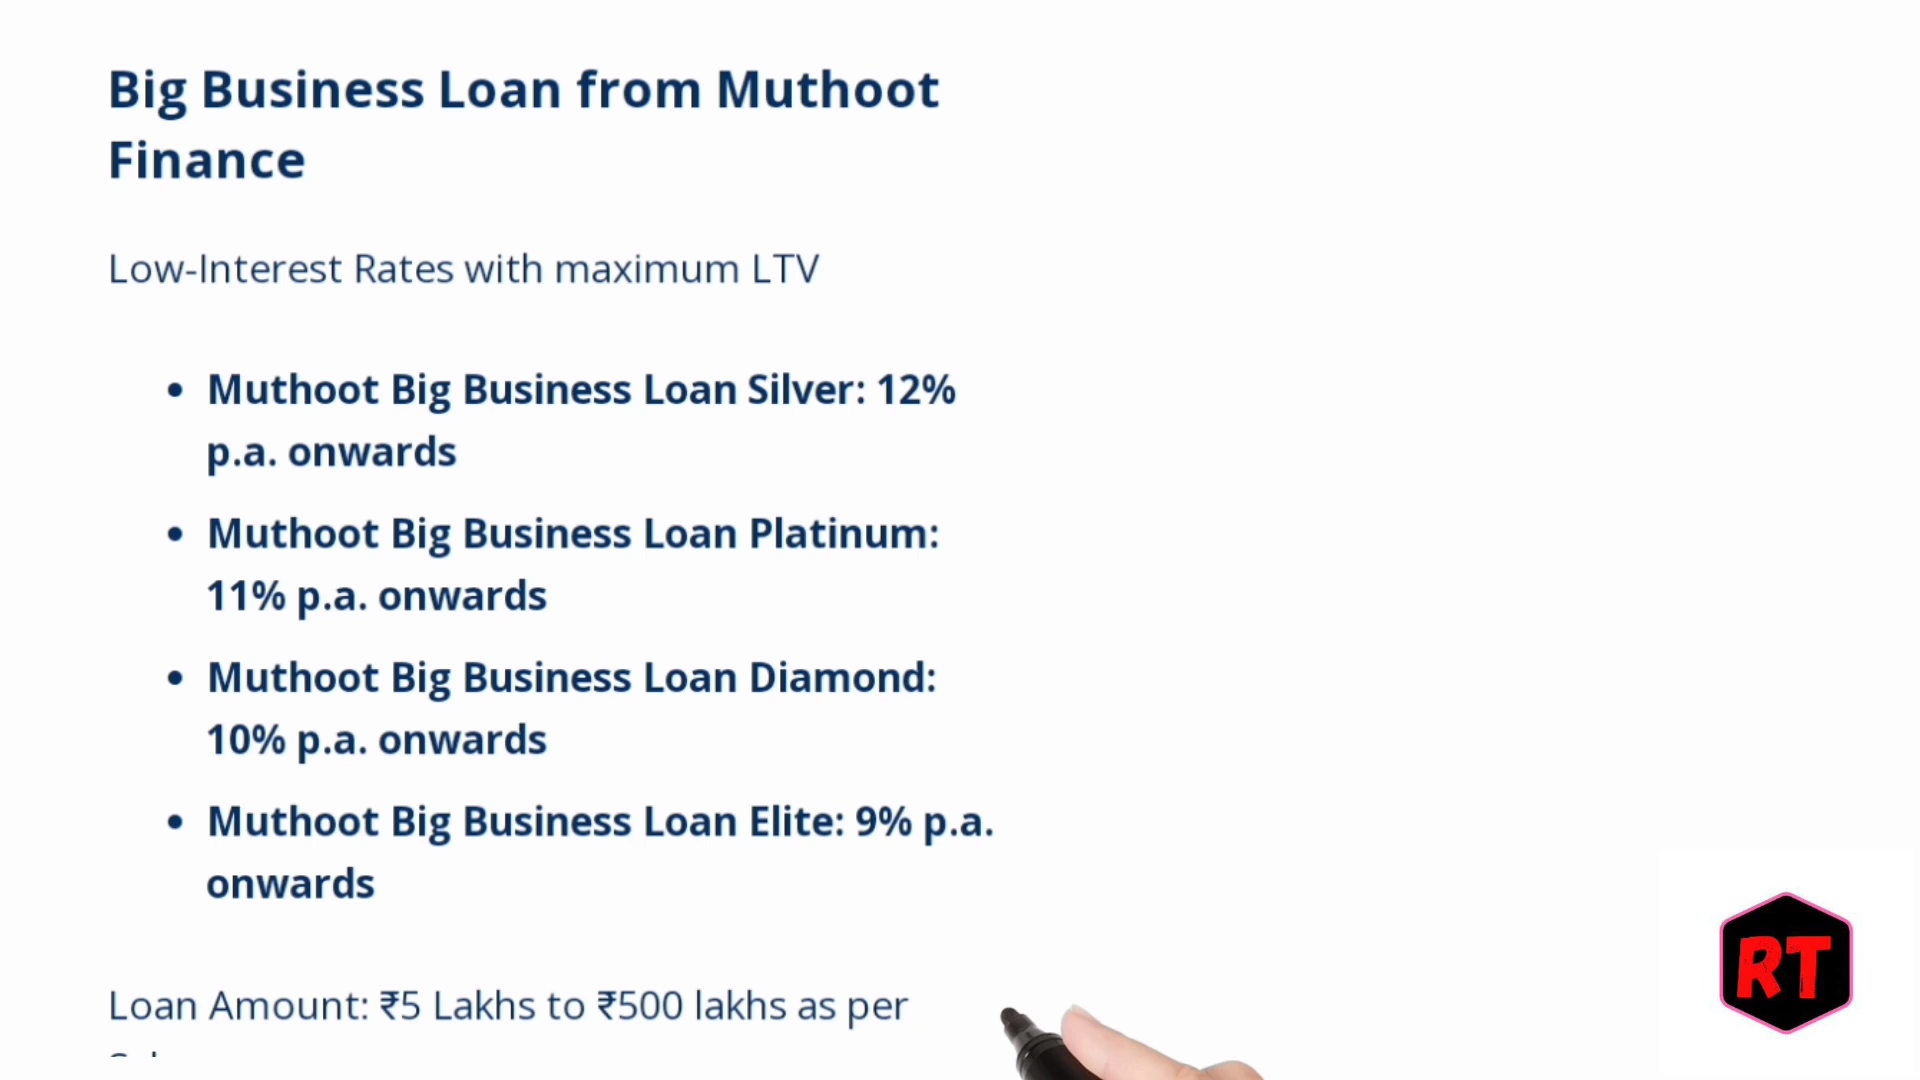 Big Business Loan from Muthoot
Finance
Low-Interest Rates with maximum LTV
• Muthoot Big Business Loan Silver: 12%
p.a. onwards
• Muthoot Big Business Loan Platinum:
11% p.a. onwards
• Muthoot Big Business Loan Diamond:
10% p.a. onwards
• Muthoot Big Business Loan Elite: 9% p.a.
onwards
Loan Amount: ₹5 Lakhs to ₹500 lakhs as per
RT